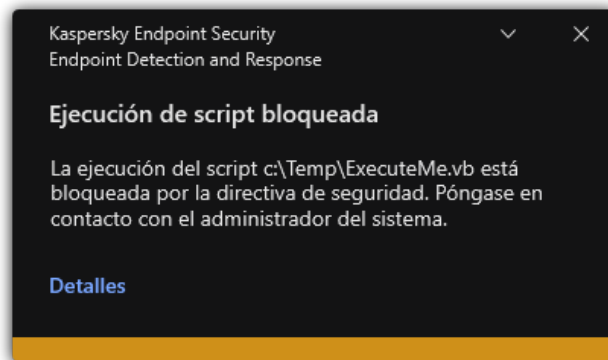 Kaspersky Endpoint Security
Endpoint Detection and Response
Ejecución de script bloqueada
La ejecución del script c:\Temp\ExecuteMe.vb está
bloqueada por la directiva de seguridad. Póngase en
contacto con el administrador del sistema.
Detalles